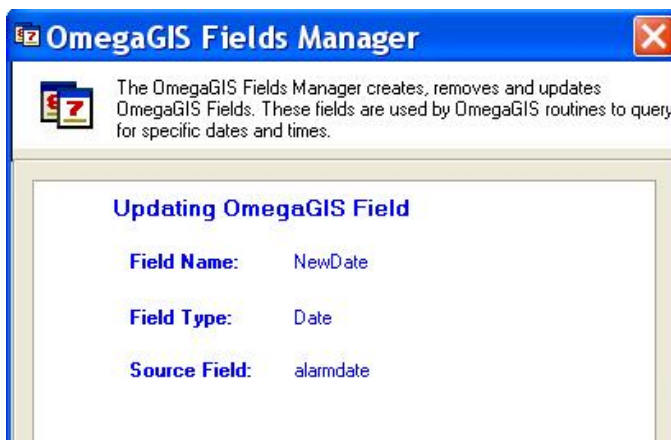 OmegaGIS Fields Manager
The OmegaGIS Fields Manager creates, removes and updates
OmegaGIS Fields. These fields are used by OmegaGIS routines to query
for specific dates and times.
Updating OmegaGIS Field
Field Name: NewDate
Field Type: Date
Source Field: alarmdate